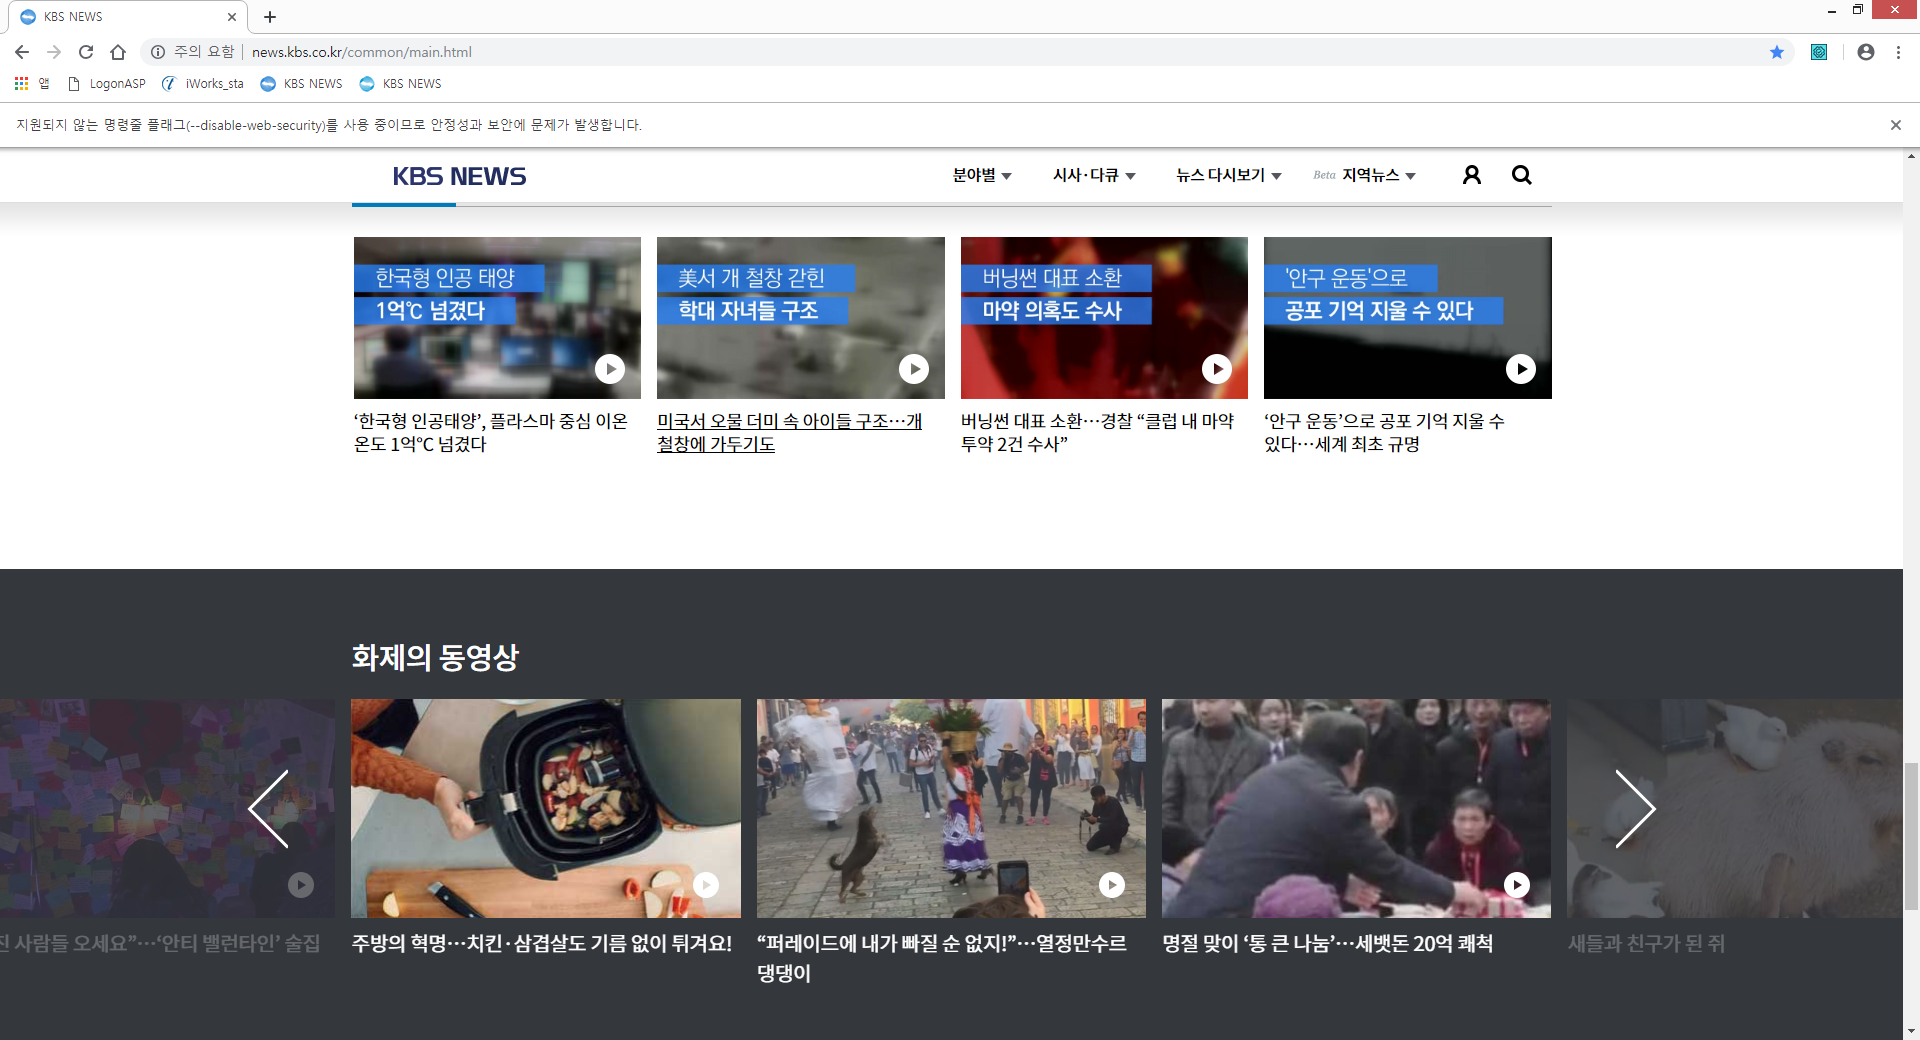 KBS NEWS
주의 요함 | news.kbs.co.kr/common/main.html
앱 LogonASP iWorks_sta KBS NEWS KBS NEWS
지원되지 않는 명령줄 플래그(--disable-web-security)를 사용 중이므로 안정성과 보안에 문제가 발생합니다.
KBS NEWS 분야별 시사·다큐 뉴스 다시보기 Beta 지역뉴스
한국형 인공 태양
1억℃ 넘겼다
美서 개 철창 갇힌
학대 자녀들 구조
버닝썬 대표 소환
마약 의혹도 수사
'안구 운동'으로
공포 기억 지울 수 있다
‘한국형 인공태양’, 플라스마 중심 이온
온도 1억℃ 넘겼다
미국서 오물 더미 속 아이들 구조…개
철창에 가두기도
버닝썬 대표 소환…경찰 “클럽 내 마약
투약 2건 수사”
‘안구 운동’으로 공포 기억 지울 수
있다…세계 최초 규명
화제의 동영상
진 사람들 오세요”…‘안티 밸런타인’ 술집
주방의 혁명…치킨·삼겹살도 기름 없이 튀겨요!
“퍼레이드에 내가 빠질 순 없지!”…열정만수르
댕댕이
명절 맞이 ‘통 큰 나눔’…세뱃돈 20억 쾌척
새들과 친구가 된 쥐